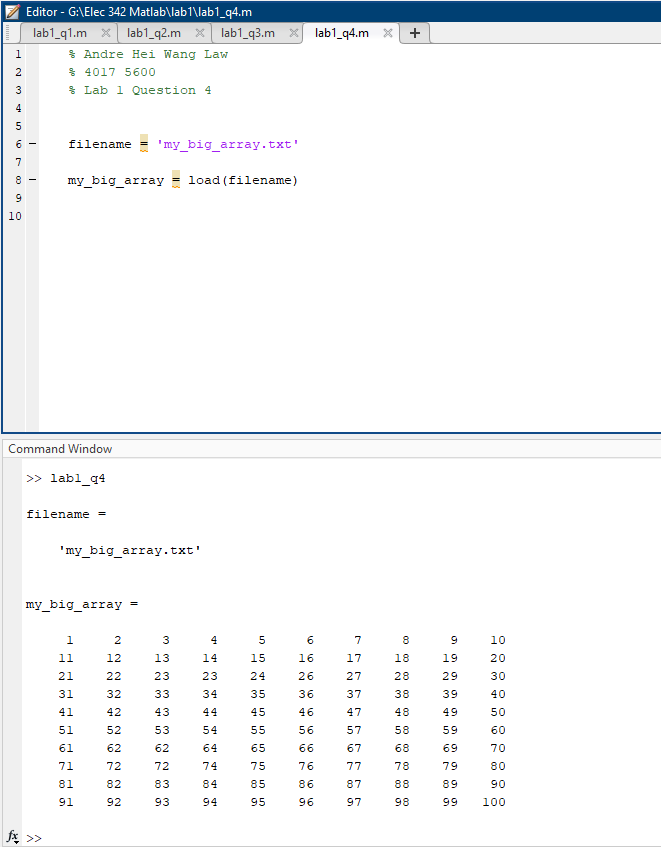 Editor - G:\Elec 342 Matlab\lab1\lab1_q4.m
lab1_q1.m lab1_q2.m lab1_q3.m lab1_q4.m +
1 % Andre Hei Wang Law
2 % 4017 5600
3 % Lab 1 Question 4
4
5
6 - filename = 'my_big_array.txt'
7
8 - my_big_array = load(filename)
9
10
Command Window
>> lab1_q4
filename =
'my_big_array.txt'
my_big_array =
1 2 3 4 5 6 7 8 9 10
11 12 13 14 15 16 17 18 19 20
21 22 23 23 24 26 27 28 29 30
31 32 33 34 35 36 37 38 39 40
41 42 43 44 45 46 47 48 49 50
51 52 53 54 55 56 57 58 59 60
61 62 62 64 65 66 67 68 69 70
71 72 72 74 75 76 77 78 79 80
81 82 83 84 85 86 87 88 89 90
91 92 93 94 95 96 97 98 99 100
fx >>